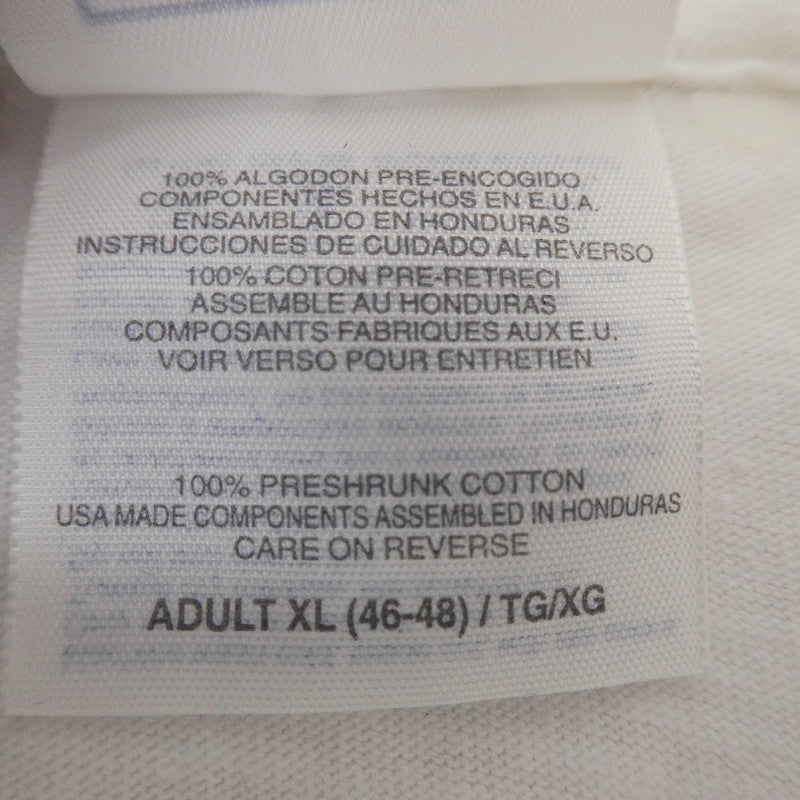 100% ALGODON PRE-ENCOGIDO
COMPONENTES HECHOS EN E.U.A.
ENSAMBLADO EN HONDURAS
INSTRUCCIONES DE CUIDADO AL REVERSO
100% COTON PRE-RETRECI
ASSEMBLE AU HONDURAS
COMPOSANTS FABRIQUES AUX E.U.
VOIR VERSO POUR ENTRETIEN
100% PRESHRUNK COTTON
USA MADE COMPONENTS ASSEMBLED IN HONDURAS
CARE ON REVERSE
ADULT XL (46-48) / TG/XG